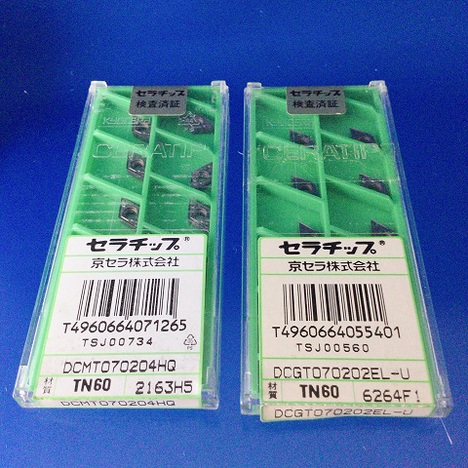 セラチップ
検査済証
KYOCERA
CERATIP
セラチップ®
京セラ株式会社
T4960664071265
TSJ00734
DCMT070204HQ
材質 TN60 2163H5
DCMT070204HQ
セラチップ
検査済証
KYOCERA
CERATIP
セラチップ®
京セラ株式会社
T4960664055401
TSJ00560
DCGT070202EL-U
材質 TN60 6264F1
DCGT070202EL-U